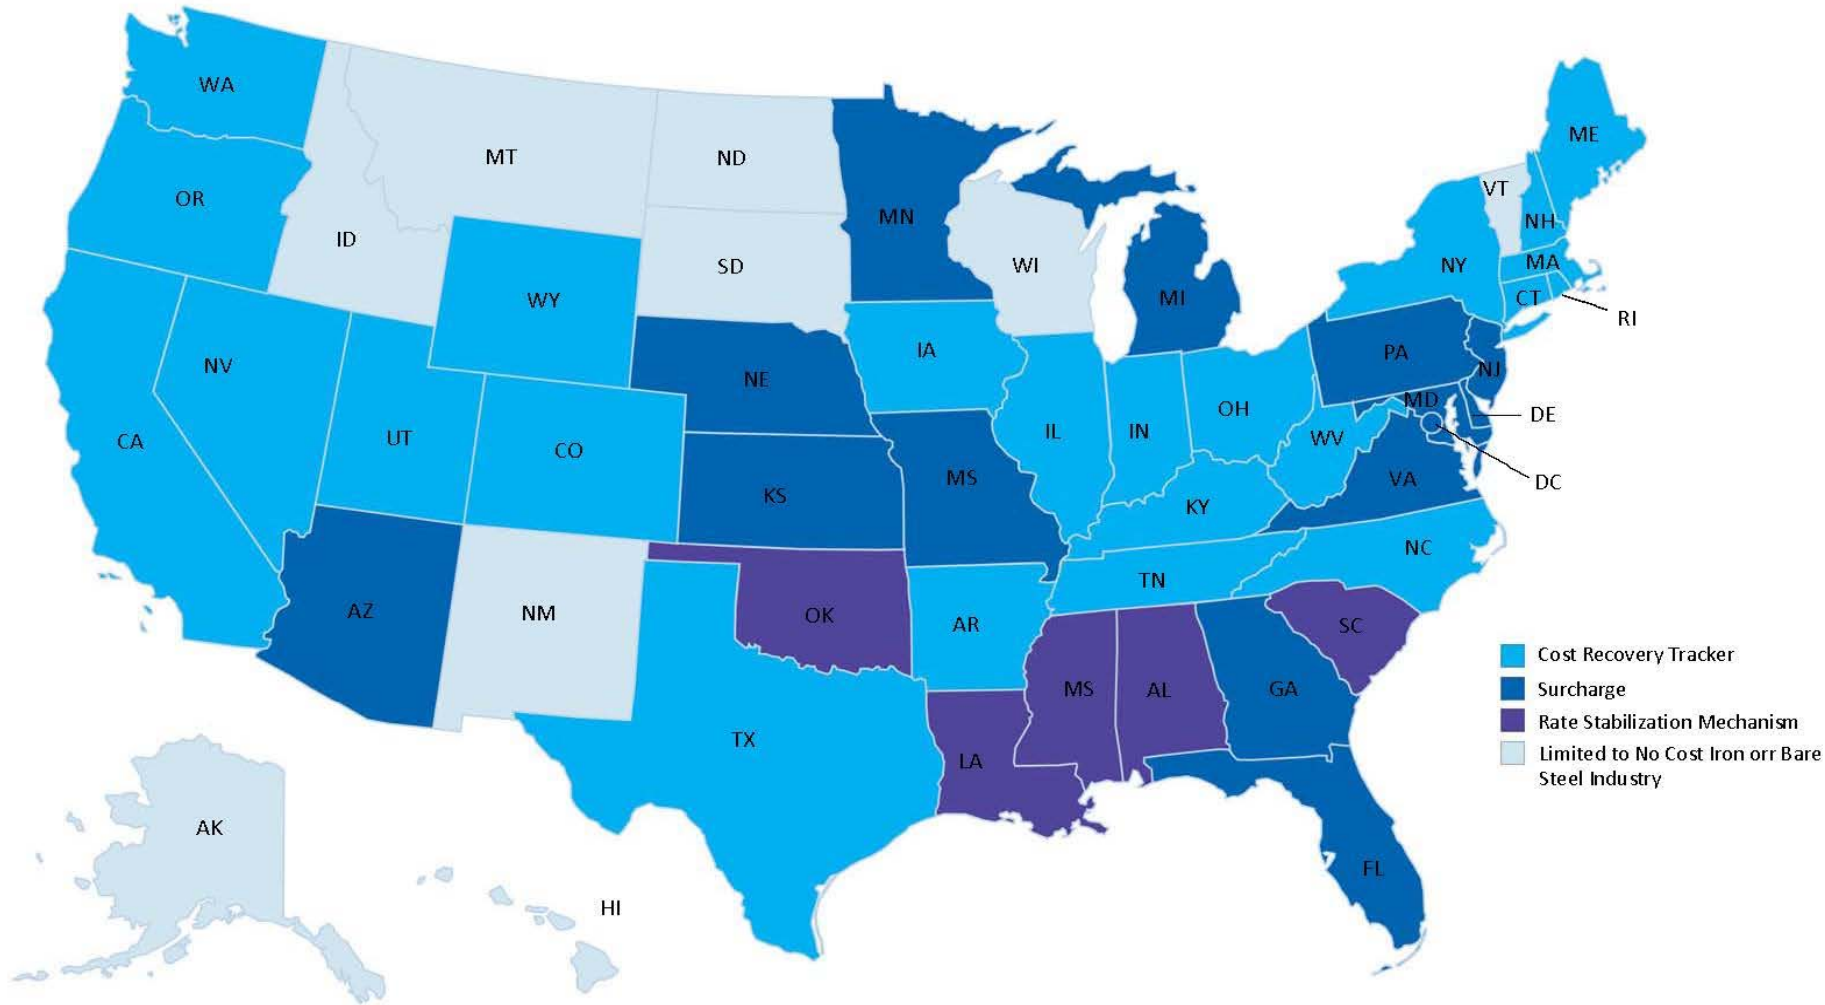 WA
ME
MT
ND
VT
OR
MN
NH
ID
MA
NY
SD
WI
WY
MI
CT
RI
IA
PA
NV
NE
NJ
MD
OH
DE
UT
CA
CO
IL
IN
WV
MS
VA
DC
KS
KY
NC
TN
AZ
NM
OK
AR
SC
Cost Recovery Tracker
MS
AL
GA
Surcharge
Rate Stabilization Mechanism
TX
LA
Limited to No Cost Iron orr Bare
Steel Industry
AK
FL
HI